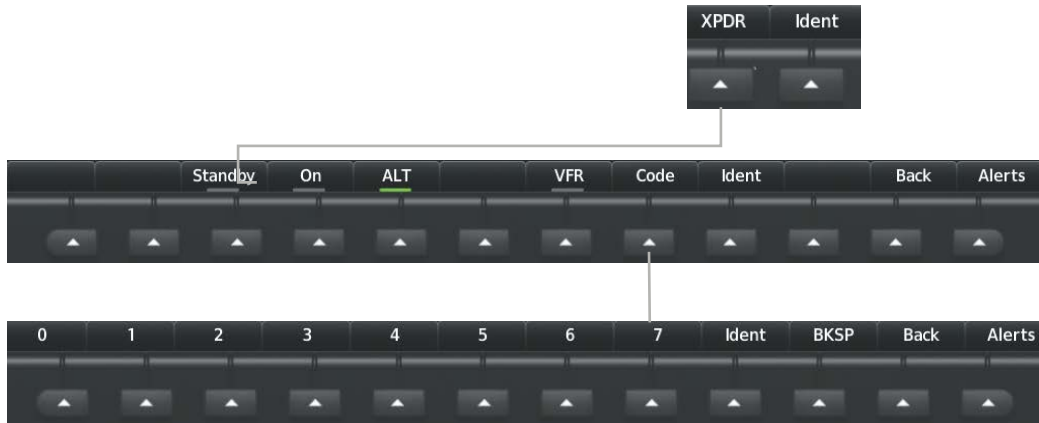 XPDR Ident
Standby On ALT VFR Code Ident Back Alerts
0 1 2 3 4 5 6 7 Ident BKSP Back Alerts